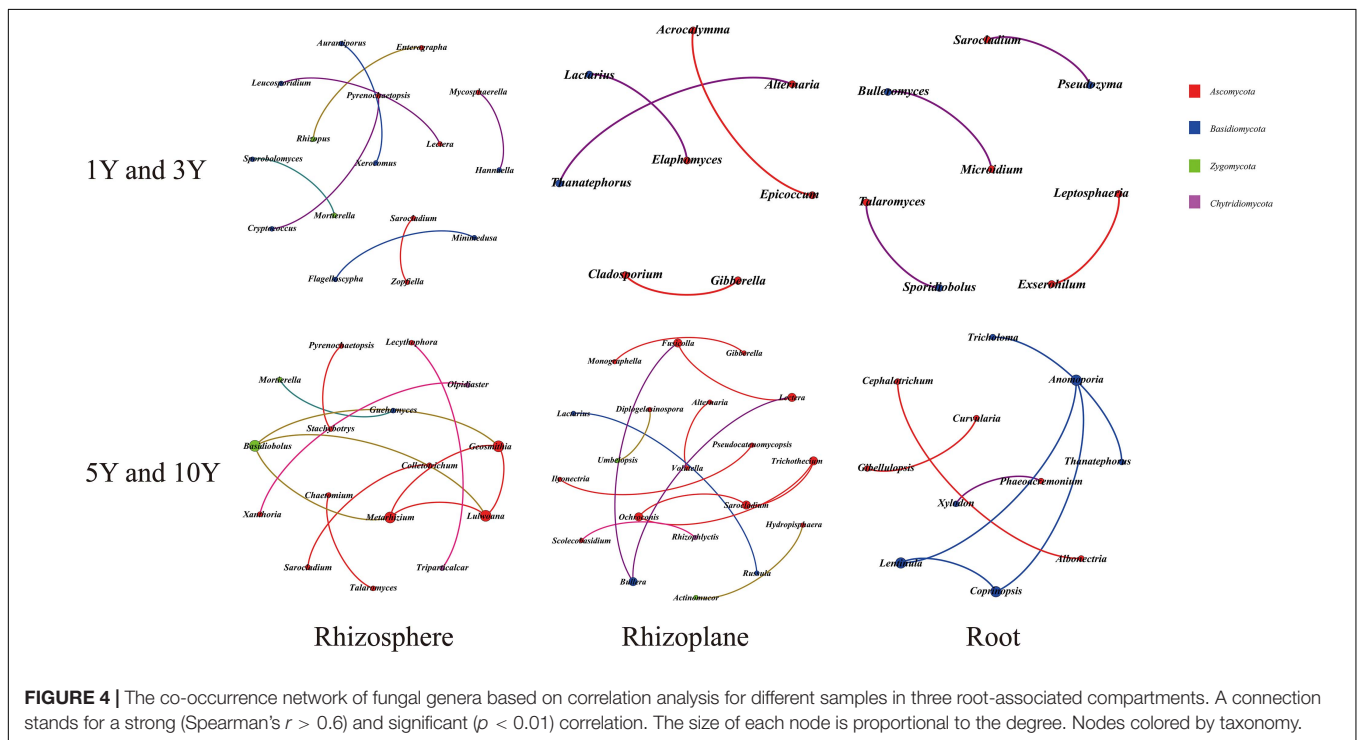 Aurantiporus
Enterographa
Leucosporidium
Pyrenochaetopsis
Mycosphaerella
Rhizopus
Lectera
Sporobolomyces
Xerocomus
Hannaella
Mortierella
Cryptococcus
Sarocladium
Minimedusa
Flagelloscypha
Zopfiella
1Y and 3Y
Acrocalymma
Lactarius
Alternaria
Elaphomyces
Thanatephorus
Epicoccum
Cladosporium
Gibberella
Sarocladium
Pseudozyma
Bulleromyces
Microidium
Talaromyces
Leptosphaeria
Sporidiobolus
Exserohilum
Ascomycota
Basidiomycota
Zygomycota
Chytridiomycota
5Y and 10Y
Pyrenochaetopsis
Lecythophora
Mortierella
Olpidiaster
Guehomyces
Stachybotrys
Basidiobolus
Geosmithia
Colletotrichum
Chaetomium
Xanthoria
Metarhizium
Luteoana
Sarocladium
Triparticalcar
Talaromyces
Fusicolla
Monographella
Gibberella
Lectera
Lactarius
Diplogelasinospora
Alternaria
Pseudocatenomycopsis
Umbelopsis
Volutella
Trichothecium
Ilyonectria
Sarocladium
Ochroconis
Hydropisphaera
Scolecobasidium
Rhizophlyctis
Bullera
Russula
Actinomucor
Tricholoma
Cephalotrichum
Anomoporia
Curvularia
Gibellulopsis
Thanatephorus
Phaeoacremonium
Xylodon
Lentinula
Albonectria
Coprinopsis
Rhizosphere
Rhizoplane
Root
FIGURE 4 | The co-occurrence network of fungal genera based on correlation analysis for different samples in three root-associated compartments. A connection
stands for a strong (Spearman's r > 0.6) and significant (p < 0.01) correlation. The size of each node is proportional to the degree. Nodes colored by taxonomy.